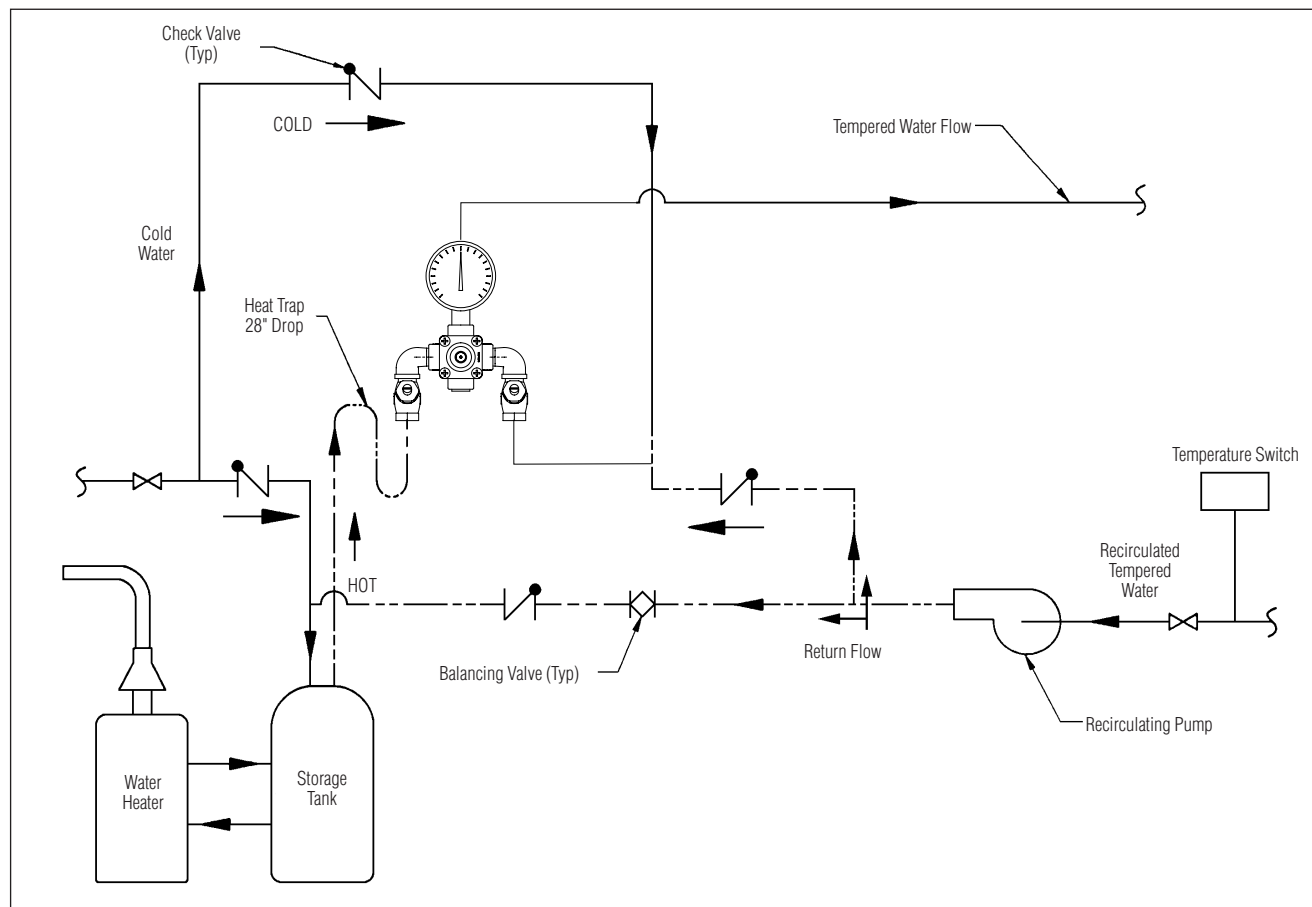 Check Valve
(Typ)
COLD
Tempered Water Flow
Cold
Water
Heat Trap
28" Drop
Temperature Switch
Recirculated
Tempered
Water
HOT
Return Flow
Balancing Valve (Typ)
Recirculating Pump
Water
Heater
Storage
Tank